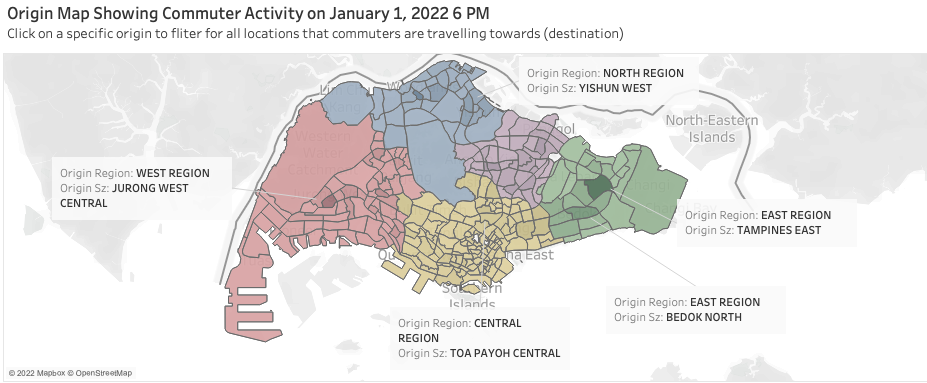 Origin Map Showing Commuter Activity on January 1, 2022 6 PM
Click on a specific origin to fliter for all locations that commuters are travelling towards (destination)
Origin Region: NORTH REGION
Origin Sz: YISHUN WEST
North-Eastern
Islands
Origin Region: WEST REGION
Origin Sz: JURONG WEST
CENTRAL
Origin Region: EAST REGION
Origin Sz: TAMPINES EAST
Southern
Islands
Origin Region: EAST REGION
Origin Sz: BEDOK NORTH
Origin Region: CENTRAL
REGION
Origin Sz: TOA PAYOH CENTRAL
© 2022 Mapbox © OpenStreetMap